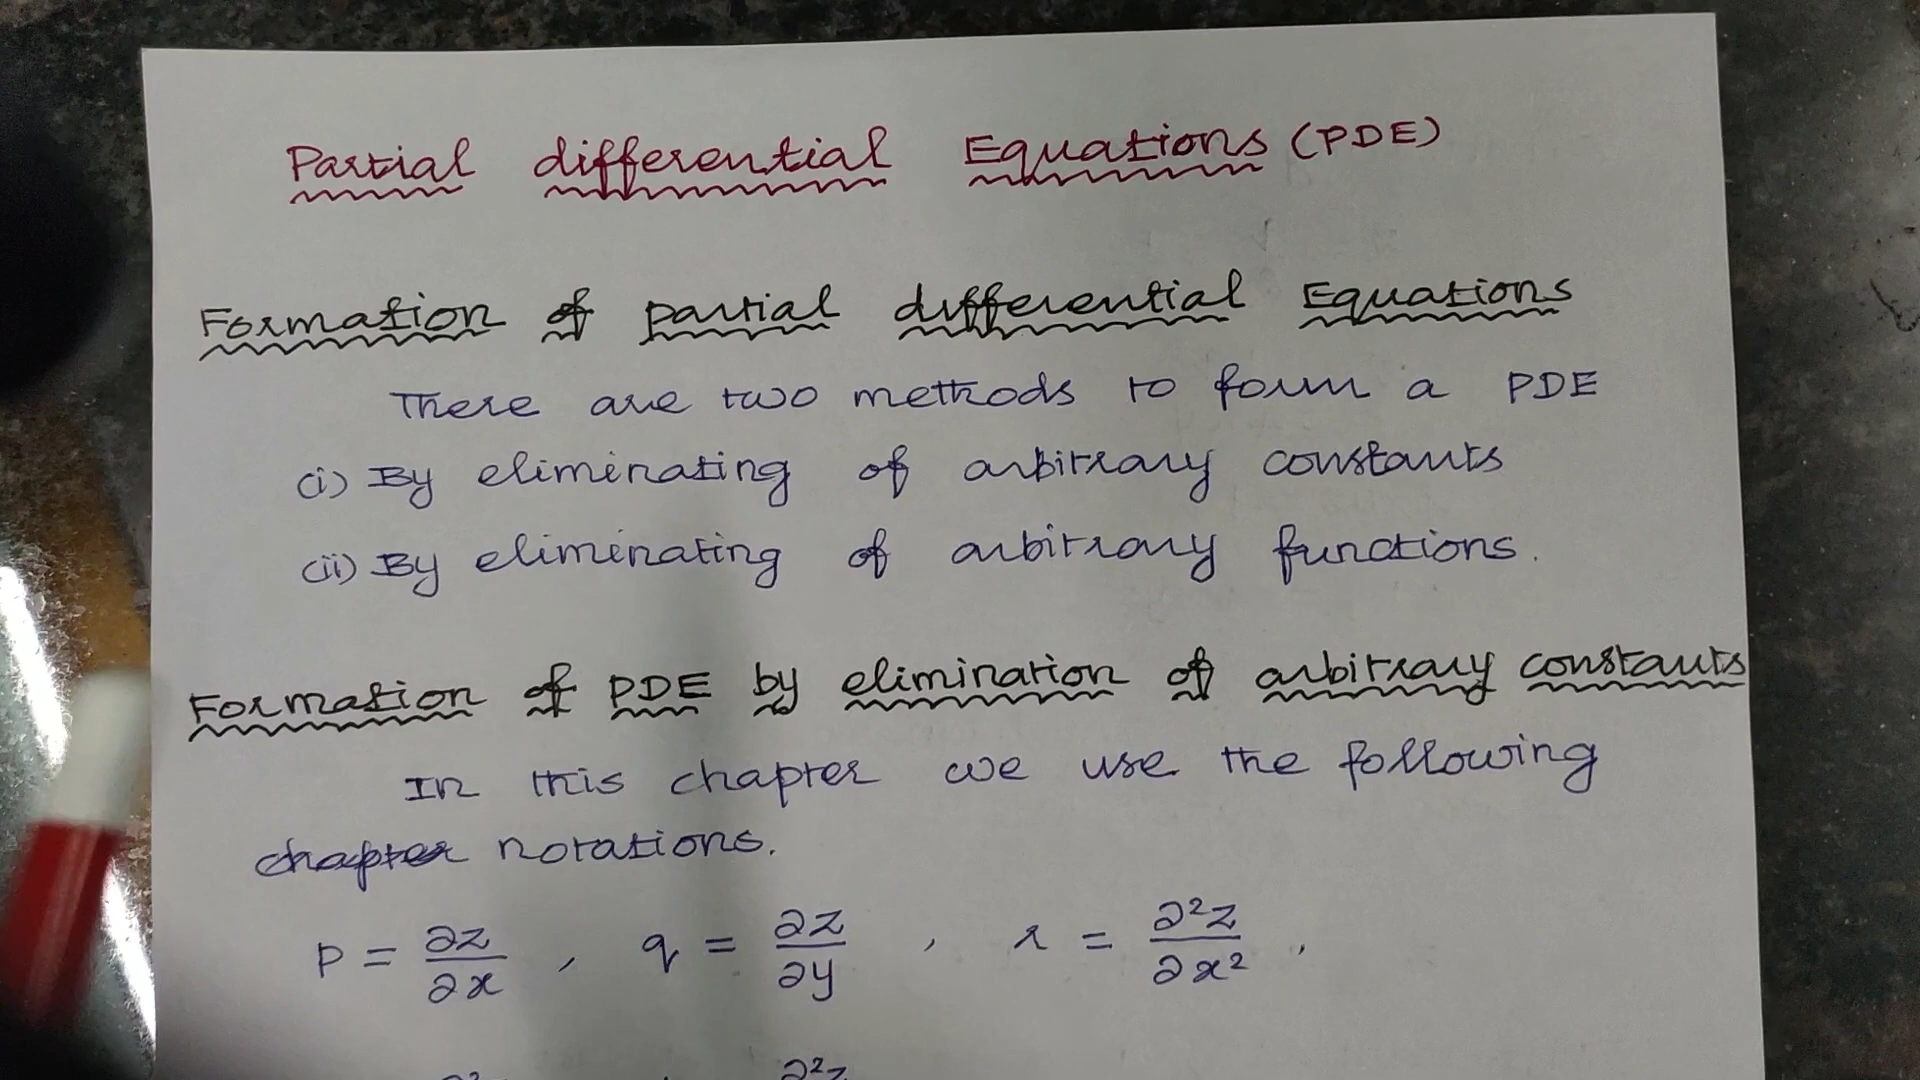 Partial differential Equations (PDE)
Formation of partial differential Equations
There are two methods to form a PDE
(i) By eliminating of arbitrary constants
(ii) By eliminating of arbitrary functions.
Formation of PDE by elimination of arbitrary constants
In this chapter we use the following
chapter notations.
p = ∂z/∂x , q = ∂z/∂y , r = ∂²z/∂x² ,
∂²z